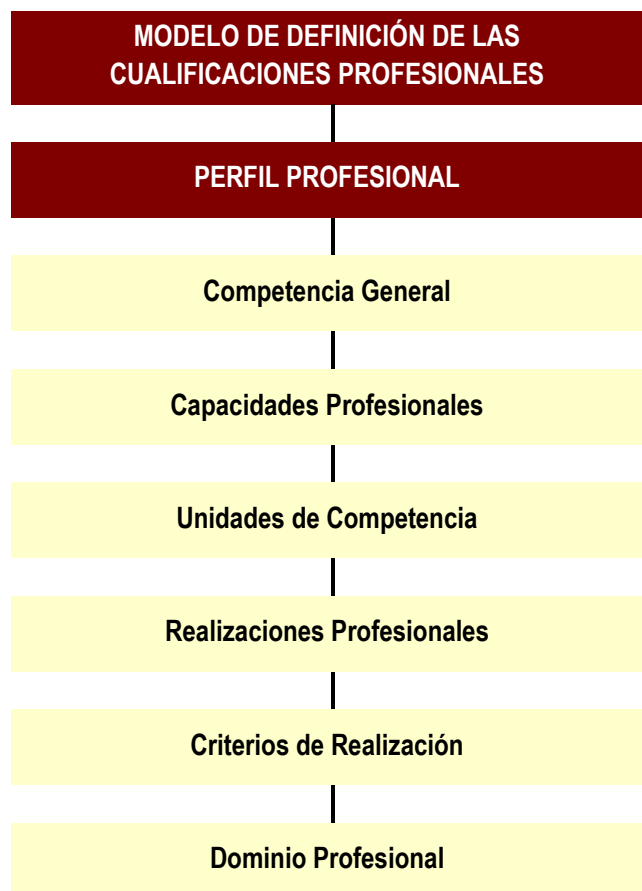 MODELO DE DEFINICIÓN DE LAS
CUALIFICACIONES PROFESIONALES
PERFIL PROFESIONAL
Competencia General
Capacidades Profesionales
Unidades de Competencia
Realizaciones Profesionales
Criterios de Realización
Dominio Profesional